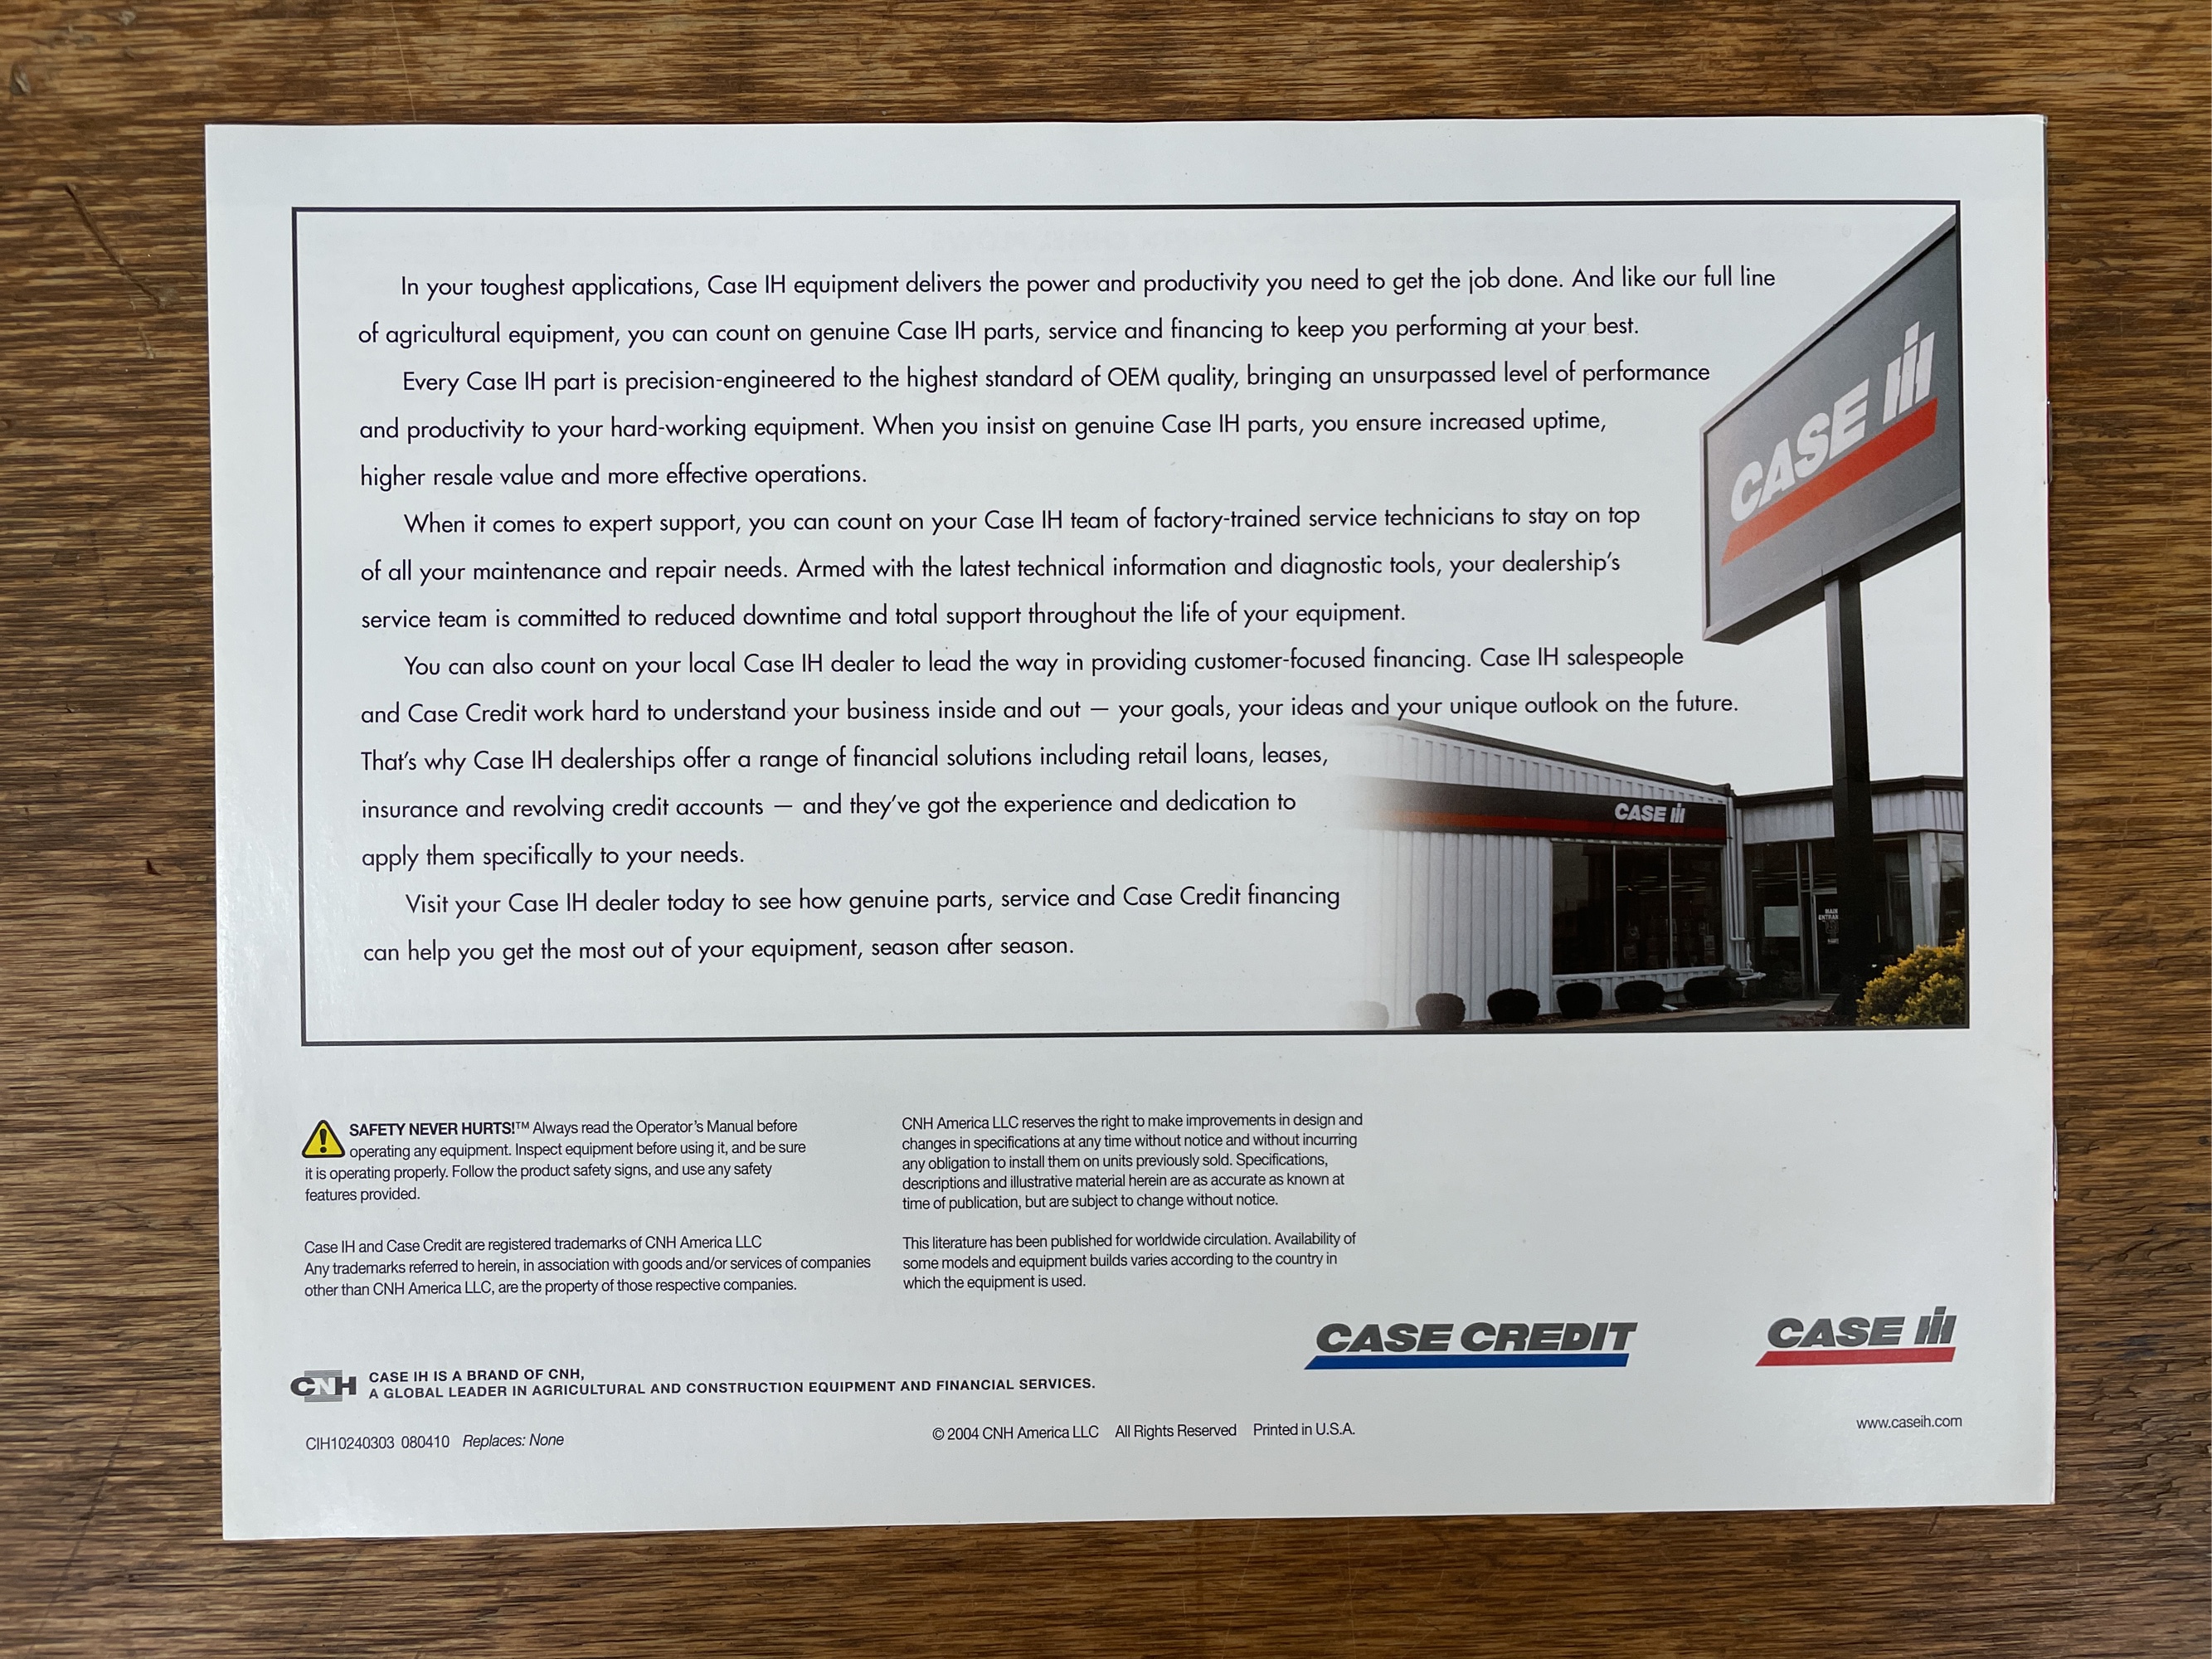 In your toughest applications, Case IH equipment delivers the power and productivity you need to get the job done. And like our full line
of agricultural equipment, you can count on genuine Case IH parts, service and financing to keep you performing at your best.
Every Case IH part is precision-engineered to the highest standard of OEM quality, bringing an unsurpassed level of performance
and productivity to your hard-working equipment. When you insist on genuine Case IH parts, you ensure increased uptime,
higher resale value and more effective operations.
When it comes to expert support, you can count on your Case IH team of factory-trained service technicians to stay on top
of all your maintenance and repair needs. Armed with the latest technical information and diagnostic tools, your dealership's
service team is committed to reduced downtime and total support throughout the life of your equipment.
You can also count on your local Case IH dealer to lead the way in providing customer-focused financing. Case IH salespeople
and Case Credit work hard to understand your business inside and out — your goals, your ideas and your unique outlook on the future.
That's why Case IH dealerships offer a range of financial solutions including retail loans, leases,
insurance and revolving credit accounts — and they've got the experience and dedication to
apply them specifically to your needs.
Visit your Case IH dealer today to see how genuine parts, service and Case Credit financing
can help you get the most out of your equipment, season after season.
CASE IH
CASE IH
MAIN
SAFETY NEVER HURTS!™ Always read the Operator's Manual before
operating any equipment. Inspect equipment before using it, and be sure
it is operating properly. Follow the product safety signs, and use any safety
features provided.
Case IH and Case Credit are registered trademarks of CNH America LLC
Any trademarks referred to herein, in association with goods and/or services of companies
other than CNH America LLC, are the property of those respective companies.
CNH America LLC reserves the right to make improvements in design and
changes in specifications at any time without notice and without incurring
any obligation to install them on units previously sold. Specifications,
descriptions and illustrative material herein are as accurate as known at
time of publication, but are subject to change without notice.
This literature has been published for worldwide circulation. Availability of
some models and equipment builds varies according to the country in
which the equipment is used.
CASE CREDIT
CASE IH
CNH
CASE IH IS A BRAND OF CNH,
A GLOBAL LEADER IN AGRICULTURAL AND CONSTRUCTION EQUIPMENT AND FINANCIAL SERVICES.
CIH10240303 080410 Replaces: None
© 2004 CNH America LLC All Rights Reserved Printed in U.S.A.
www.caseih.com